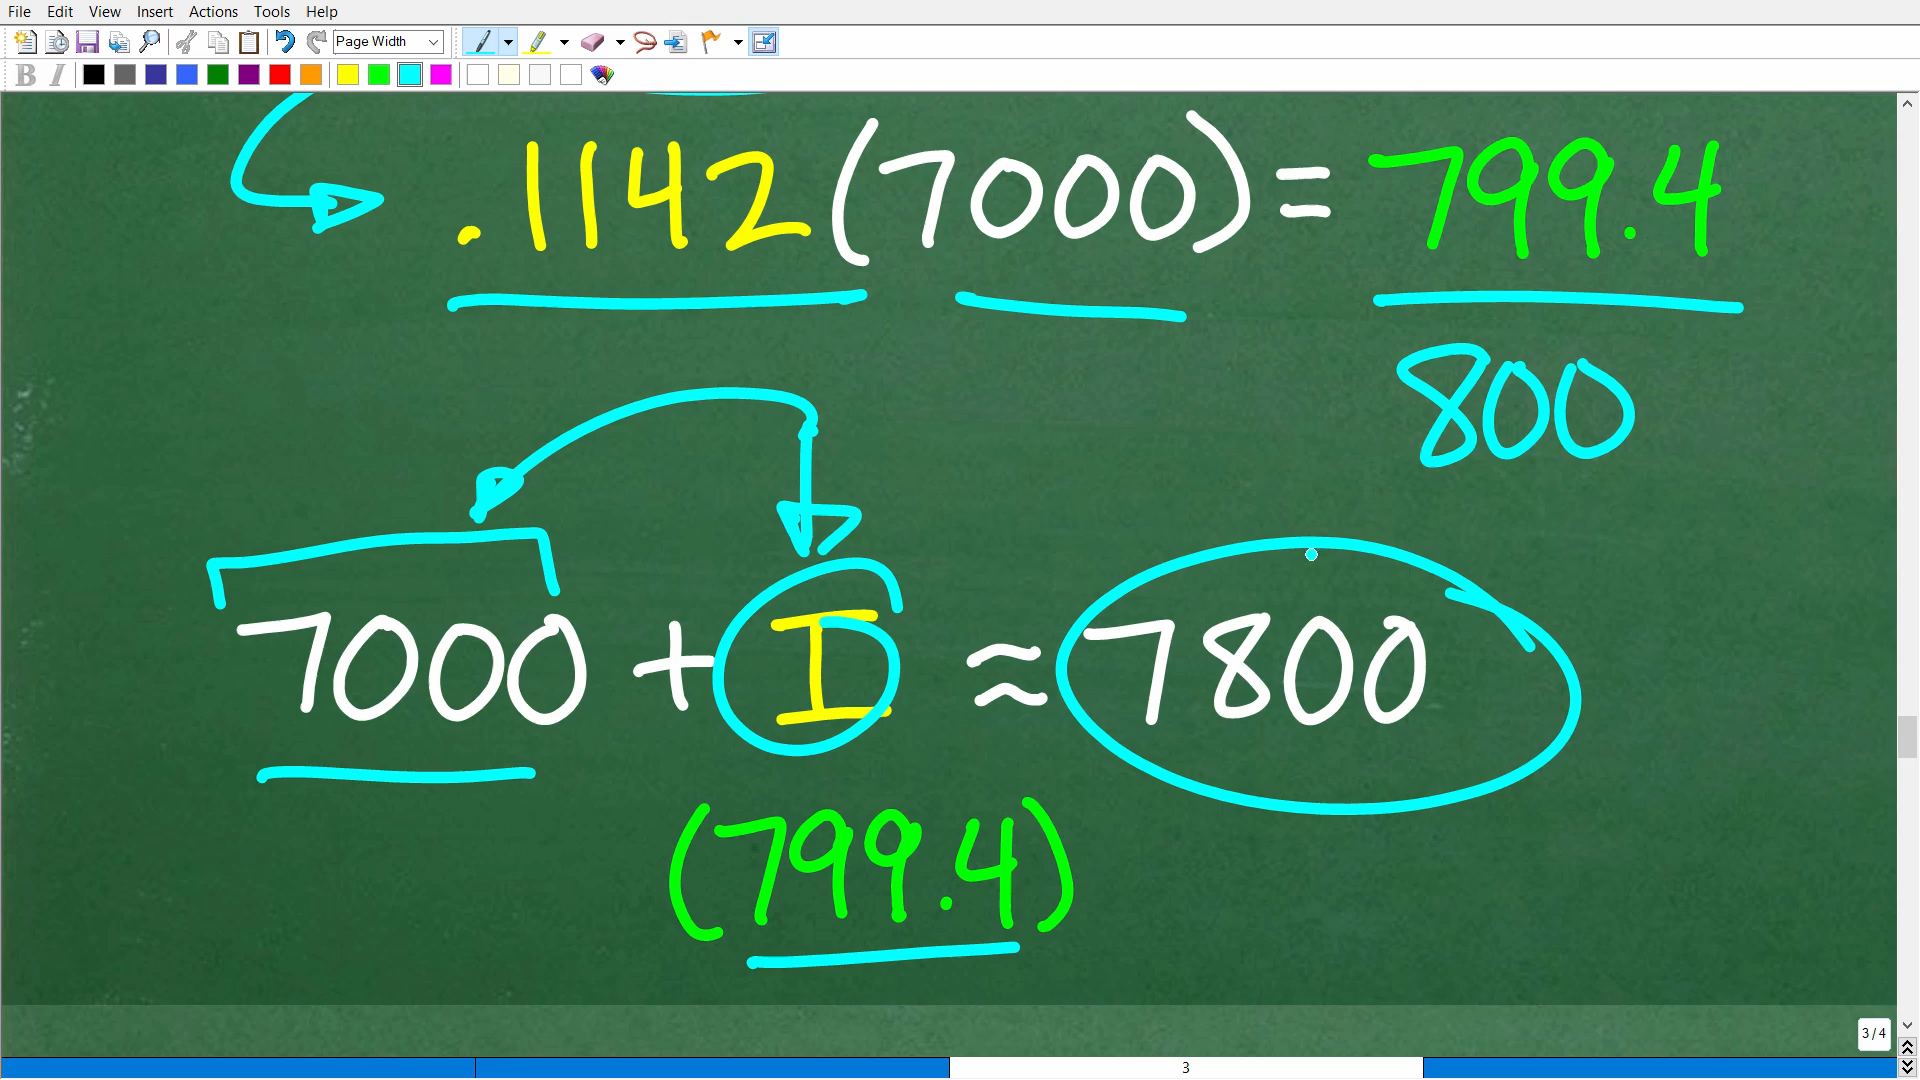 File Edit View Insert Actions Tools Help
Page Width
B I
.1142 (7000) = 799.4
800
7000 + I ≈ 7800
(799.4)
3 / 4
3